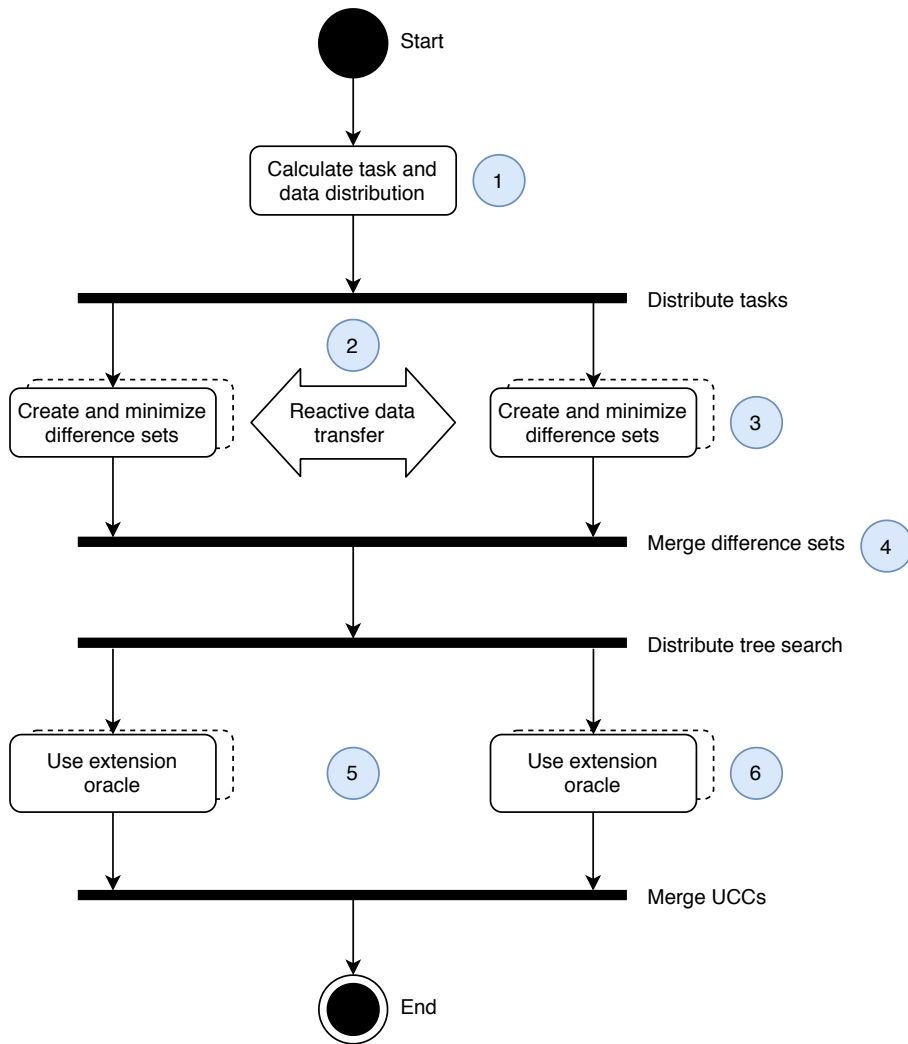 Start
Calculate task and
data distribution
1
Distribute tasks
2
Create and minimize
difference sets
Reactive data
transfer
Create and minimize
difference sets
3
Merge difference sets
4
Distribute tree search
Use extension
oracle
5
Use extension
oracle
6
Merge UCCs
End